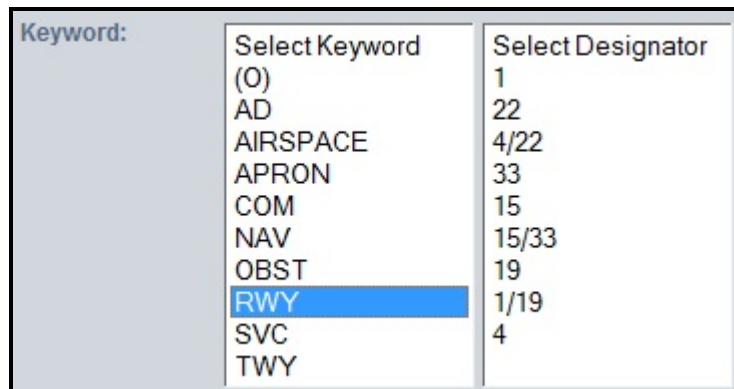 Keyword:
Select Keyword
(O)
AD
AIRSPACE
APRON
COM
NAV
OBST
RWY
SVC
TWY
Select Designator
1
22
4/22
33
15
15/33
19
1/19
4